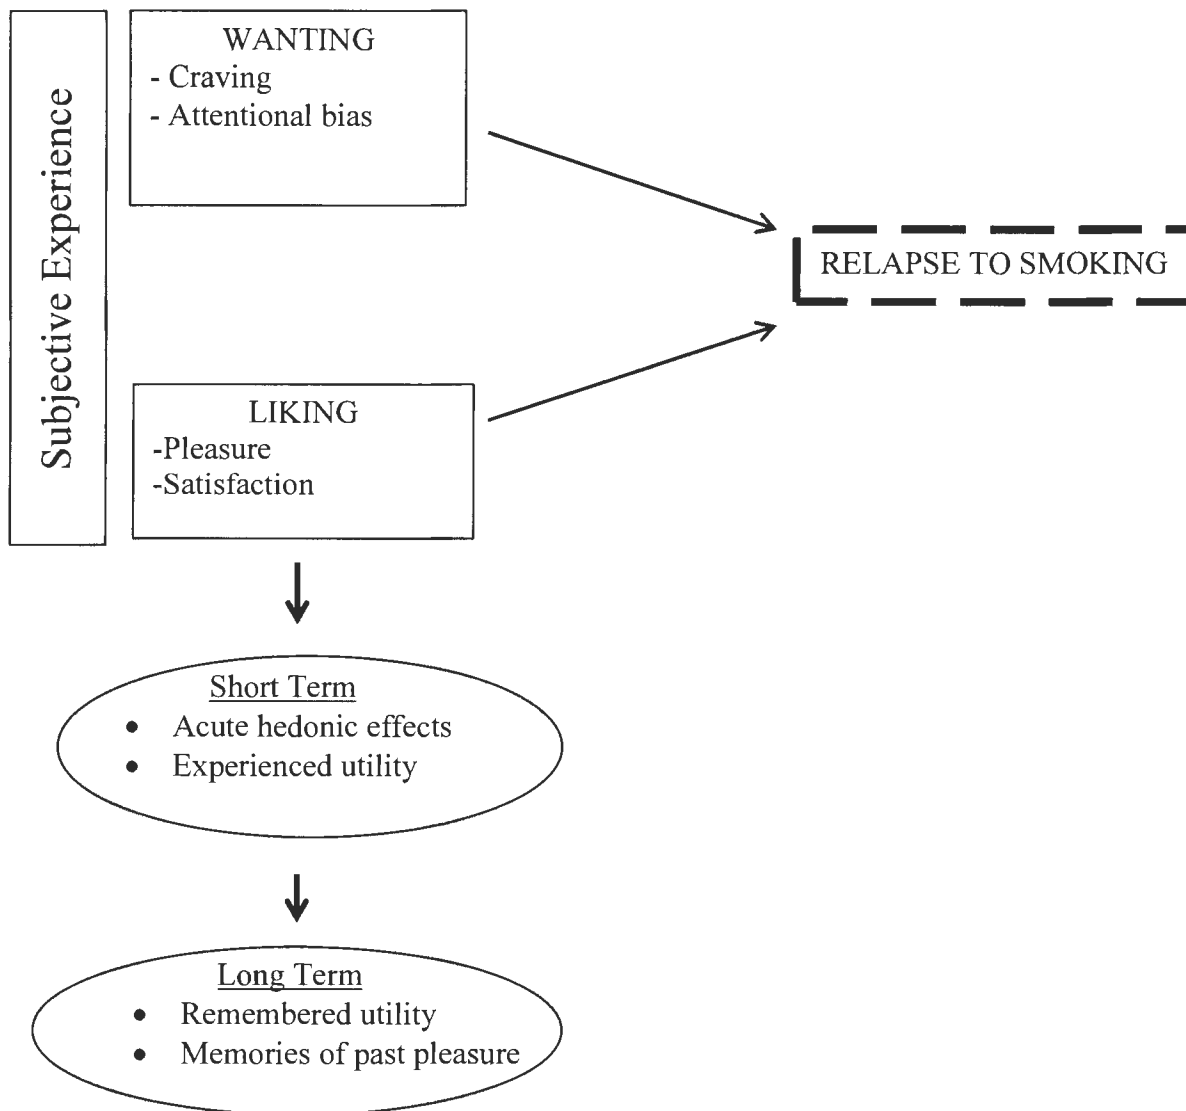 Subjective Experience
WANTING
- Craving
- Attentional bias
RELAPSE TO SMOKING
LIKING
-Pleasure
-Satisfaction
Short Term
• Acute hedonic effects
• Experienced utility
Long Term
• Remembered utility
• Memories of past pleasure